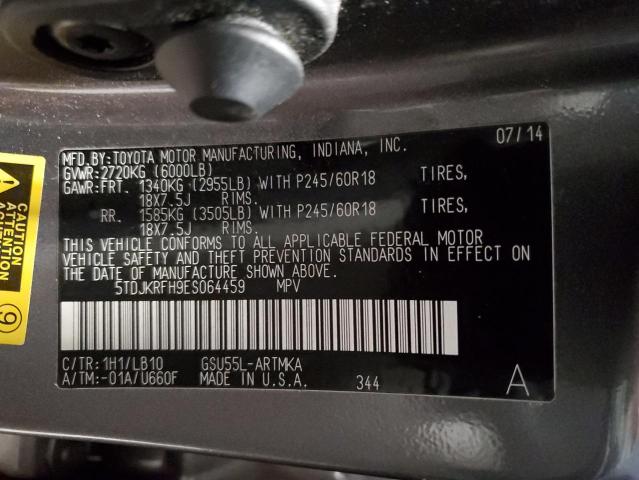 07/14
MFD.BY:TOYOTA MOTOR MANUFACTURING, INDIANA, INC.
GVWR:2720KG (6000LB)
GAWR:FRT. 1340KG (2955LB) WITH P245/60R18 TIRES,
18X7.5J RIMS.
RR. 1585KG (3505LB) WITH P245/60R18 TIRES,
18X7.5J RIMS.
THIS VEHICLE CONFORMS TO ALL APPLICABLE FEDERAL MOTOR
VEHICLE SAFETY AND THEFT PREVENTION STANDARDS IN EFFECT ON
THE DATE OF MANUFACTURE SHOWN ABOVE.
5TDJKRFH9ES064459 MPV
C/TR:1H1/LB10 GSU55L-ARTMKA
A/TM:-01A/U660F MADE IN U.S.A. 344 A
CAUTION
ATTENTION
9